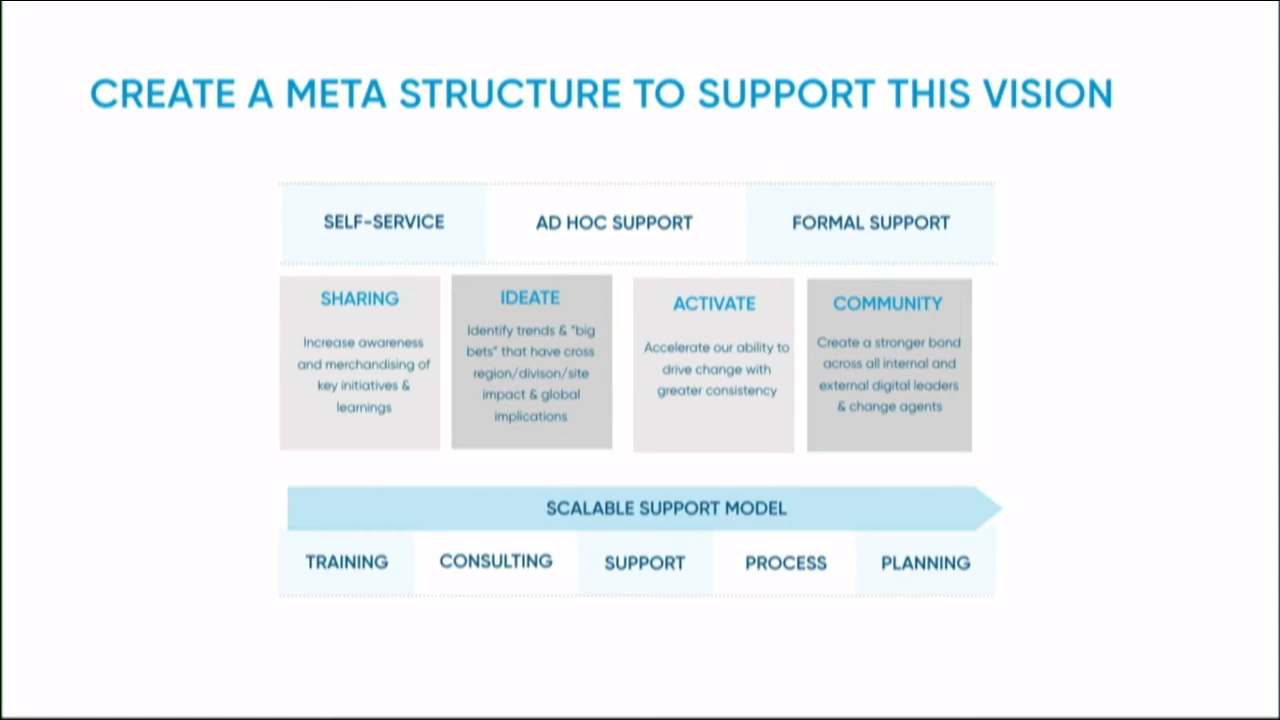 CREATE A META STRUCTURE TO SUPPORT THIS VISION
SELF-SERVICE
AD HOC SUPPORT
FORMAL SUPPORT
SHARING
Increase awareness
and merchandising of
key initiatives &
learnings
IDEATE
Identify trends & "big
bets" that have cross
region/divison/site
impact & global
implications
ACTIVATE
Accelerate our ability to
drive change with
greater consistency
COMMUNITY
Create a stronger bond
across all internal and
external digital leaders
& change agents
SCALABLE SUPPORT MODEL
TRAINING
CONSULTING
SUPPORT
PROCESS
PLANNING